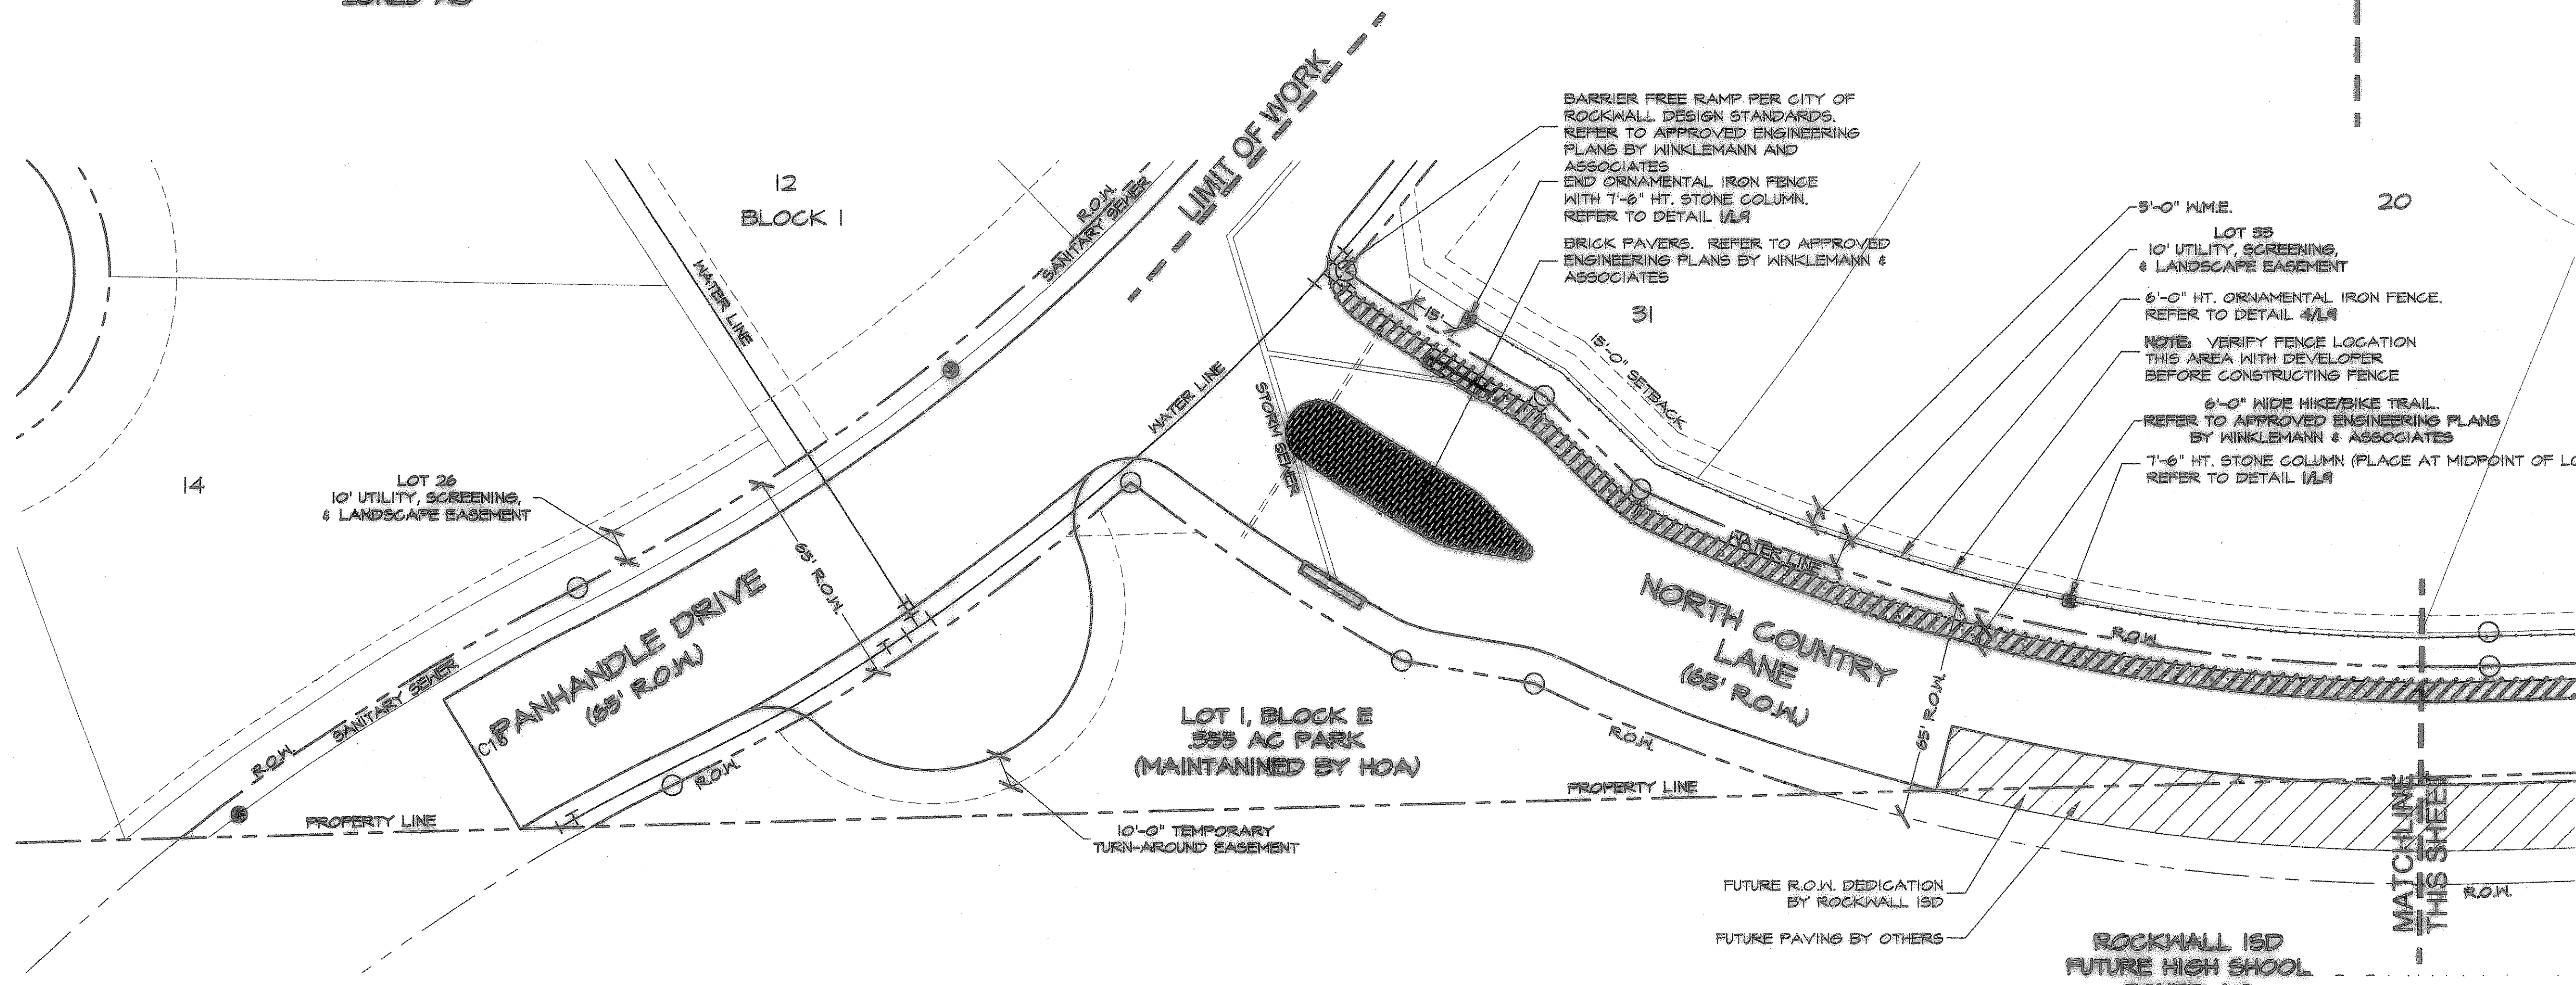 LIMIT OF WORK
BARRIER FREE RAMP PER CITY OF
ROCKWALL DESIGN STANDARDS.
REFER TO APPROVED ENGINEERING
PLANS BY WINKLEMANN AND
ASSOCIATES
END ORNAMENTAL IRON FENCE
WITH 7'-6" HT. STONE COLUMN.
REFER TO DETAIL 1/L9
BRICK PAVERS. REFER TO APPROVED
ENGINEERING PLANS BY WINKLEMANN &
ASSOCIATES
12
BLOCK 1
R.O.W.
SANITARY SEWER
WATER LINE
20
5'-0" W.M.E.
LOT 33
10' UTILITY, SCREENING,
& LANDSCAPE EASEMENT
6'-0" HT. ORNAMENTAL IRON FENCE.
REFER TO DETAIL 4/L9
NOTE: VERIFY FENCE LOCATION
THIS AREA WITH DEVELOPER
BEFORE CONSTRUCTING FENCE
6'-0" WIDE HIKE/BIKE TRAIL.
REFER TO APPROVED ENGINEERING PLANS
BY WINKLEMANN & ASSOCIATES
7'-6" HT. STONE COLUMN (PLACE AT MIDPOINT OF
REFER TO DETAIL 1/L9
31
15'
15'-0" SETBACK
WATER LINE
STORM SEWER
14
LOT 26
10' UTILITY, SCREENING,
& LANDSCAPE EASEMENT
65' R.O.W.
WATER LINE
PANHANDLE DRIVE
(65' R.O.W.)
NORTH COUNTRY
LANE
(65' R.O.W.)
R.O.W.
SANITARY SEWER
R.O.W.
C15
R.O.W.
LOT 1, BLOCK E
.355 AC PARK
(MAINTANINED BY HOA)
R.O.W.
65' R.O.W.
PROPERTY LINE
PROPERTY LINE
10'-0" TEMPORARY
TURN-AROUND EASEMENT
FUTURE R.O.W. DEDICATION
BY ROCKWALL ISD
FUTURE PAVING BY OTHERS
MATCHLINE
THIS SHEET
R.O.W.
ROCKWALL ISD
FUTURE HIGH SHOOL